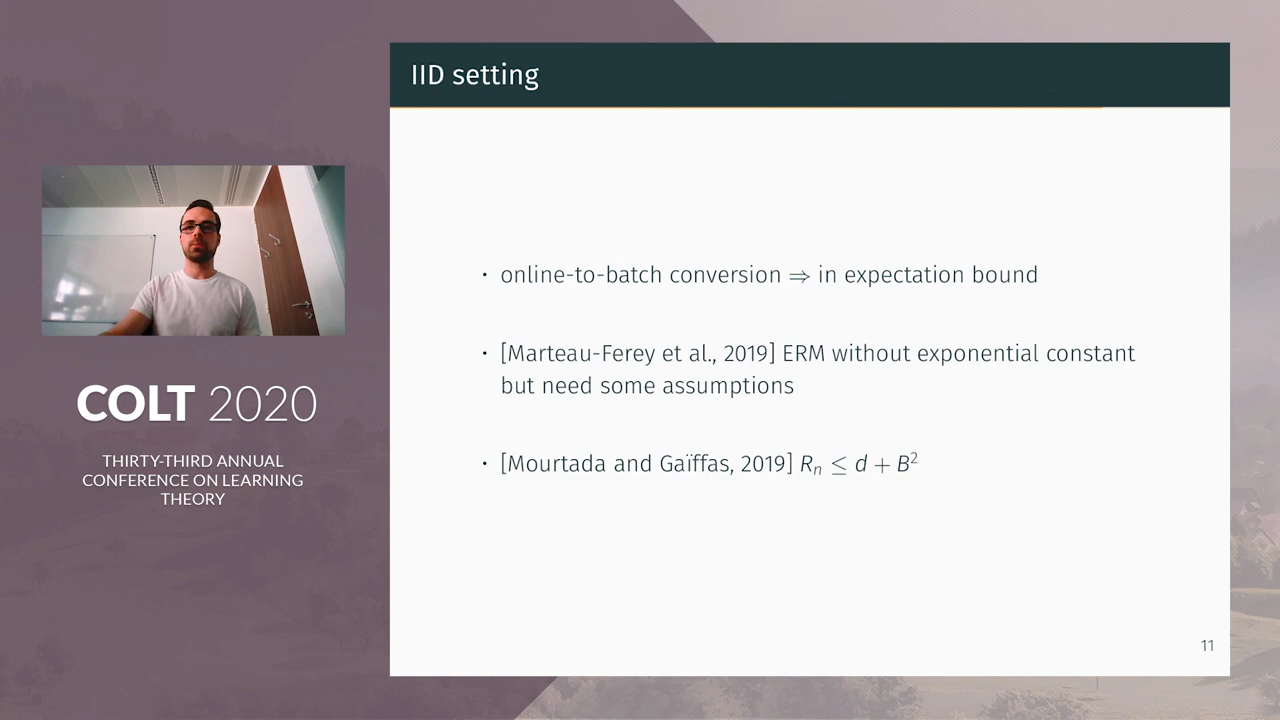 IID setting
• online-to-batch conversion ⇒ in expectation bound
• [Marteau-Ferey et al., 2019] ERM without exponential constant
but need some assumptions
• [Mourtada and Gaïffas, 2019] Rₙ ≤ d + B²
11
COLT 2020
THIRTY-THIRD ANNUAL
CONFERENCE ON LEARNING
THEORY